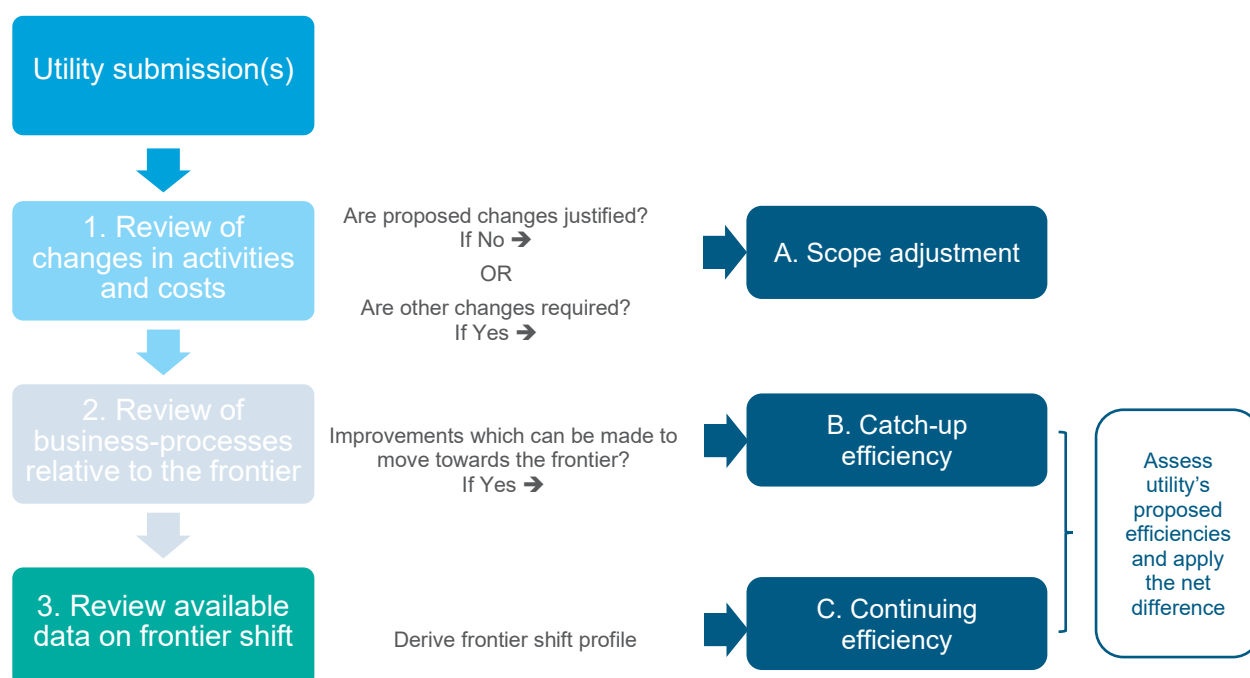 Utility submission(s)
1. Review of
changes in activities
and costs
Are proposed changes justified?
If No ➔
OR
Are other changes required?
If Yes ➔
A. Scope adjustment
2. Review of
business-processes
relative to the frontier
Improvements which can be made to
move towards the frontier?
If Yes ➔
B. Catch-up
efficiency
Assess
utility’s
proposed
efficiencies
and apply
the net
difference
3. Review available
data on frontier shift
Derive frontier shift profile
C. Continuing
efficiency